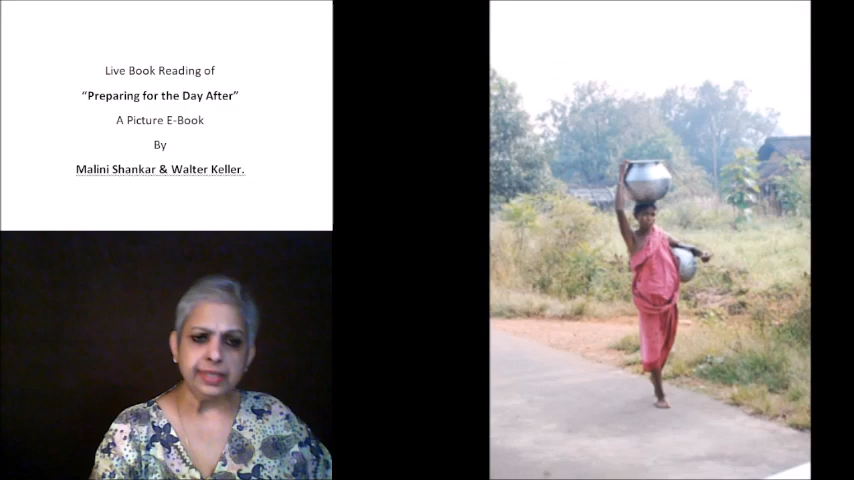 Live Book Reading of
“Preparing for the Day After”
A Picture E-Book
By
Malini Shankar & Walter Keller.